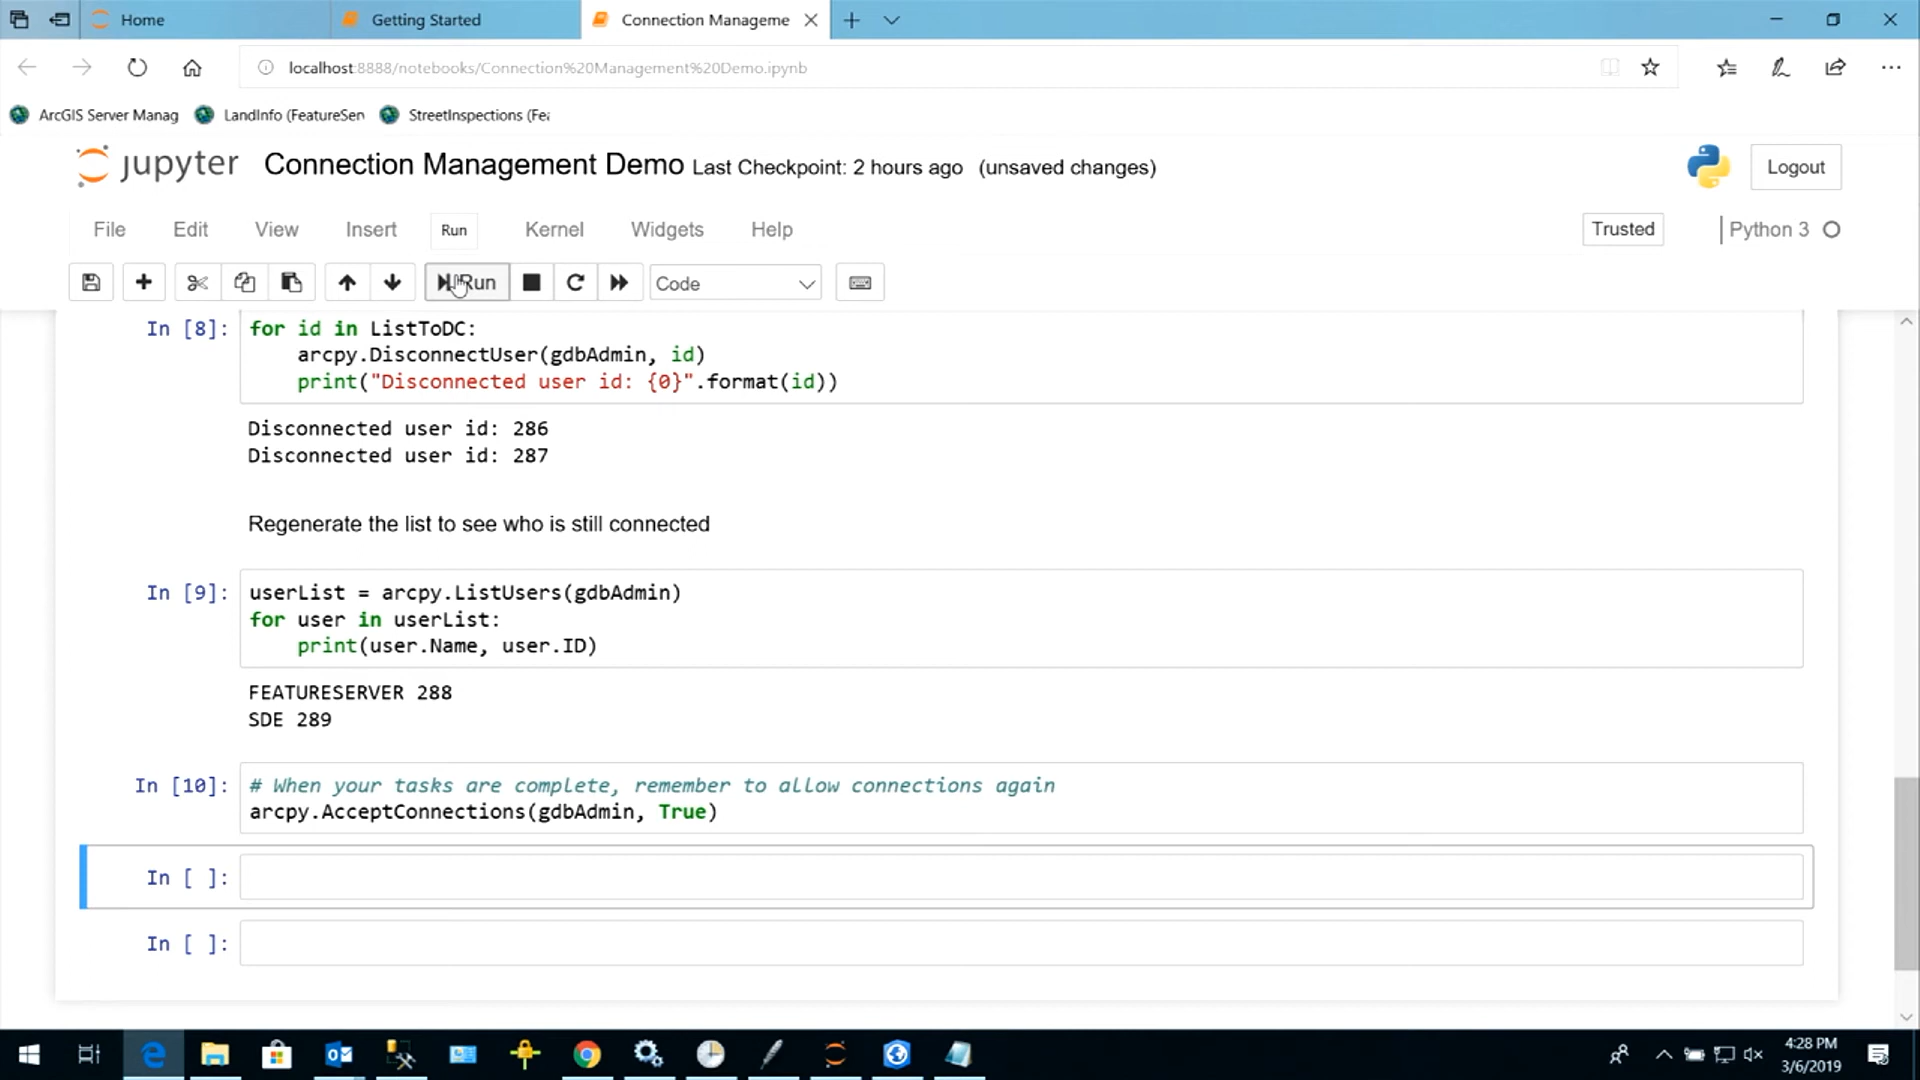 Home
Getting Started
Connection Manageme
localhost:8888/notebooks/Connection%20Management%20Demo.ipynb
ArcGIS Server Manag
LandInfo (FeatureSen
StreetInspections (Fea
jupyter Connection Management Demo Last Checkpoint: 2 hours ago (unsaved changes)
Logout
File Edit View Insert Run Kernel Widgets Help
Trusted
Python 3
Run
Code
In [8]:
for id in ListToDC:
    arcpy.DisconnectUser(gdbAdmin, id)
    print("Disconnected user id: {0}".format(id))
Disconnected user id: 286
Disconnected user id: 287
Regenerate the list to see who is still connected
In [9]:
userList = arcpy.ListUsers(gdbAdmin)
for user in userList:
    print(user.Name, user.ID)
FEATURESERVER 288
SDE 289
In [10]:
# When your tasks are complete, remember to allow connections again
arcpy.AcceptConnections(gdbAdmin, True)
In [ ]:
In [ ]:
4:28 PM
3/6/2019